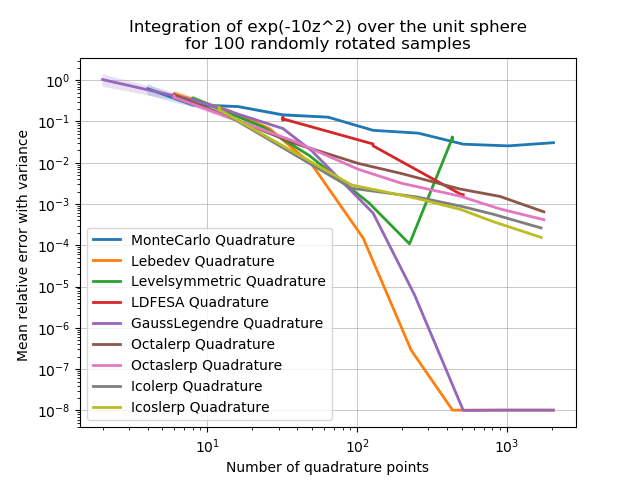 Integration of exp(-10z^2) over the unit sphere
for 100 randomly rotated samples
Mean relative error with variance
10^0
10^-1
10^-2
10^-3
10^-4
10^-5
10^-6
10^-7
10^-8
MonteCarlo Quadrature
Lebedev Quadrature
Levelsymmetric Quadrature
LDFESA Quadrature
GaussLegendre Quadrature
Octalerp Quadrature
Octaslerp Quadrature
Icolerp Quadrature
Icoslerp Quadrature
10^1 10^2 10^3
Number of quadrature points